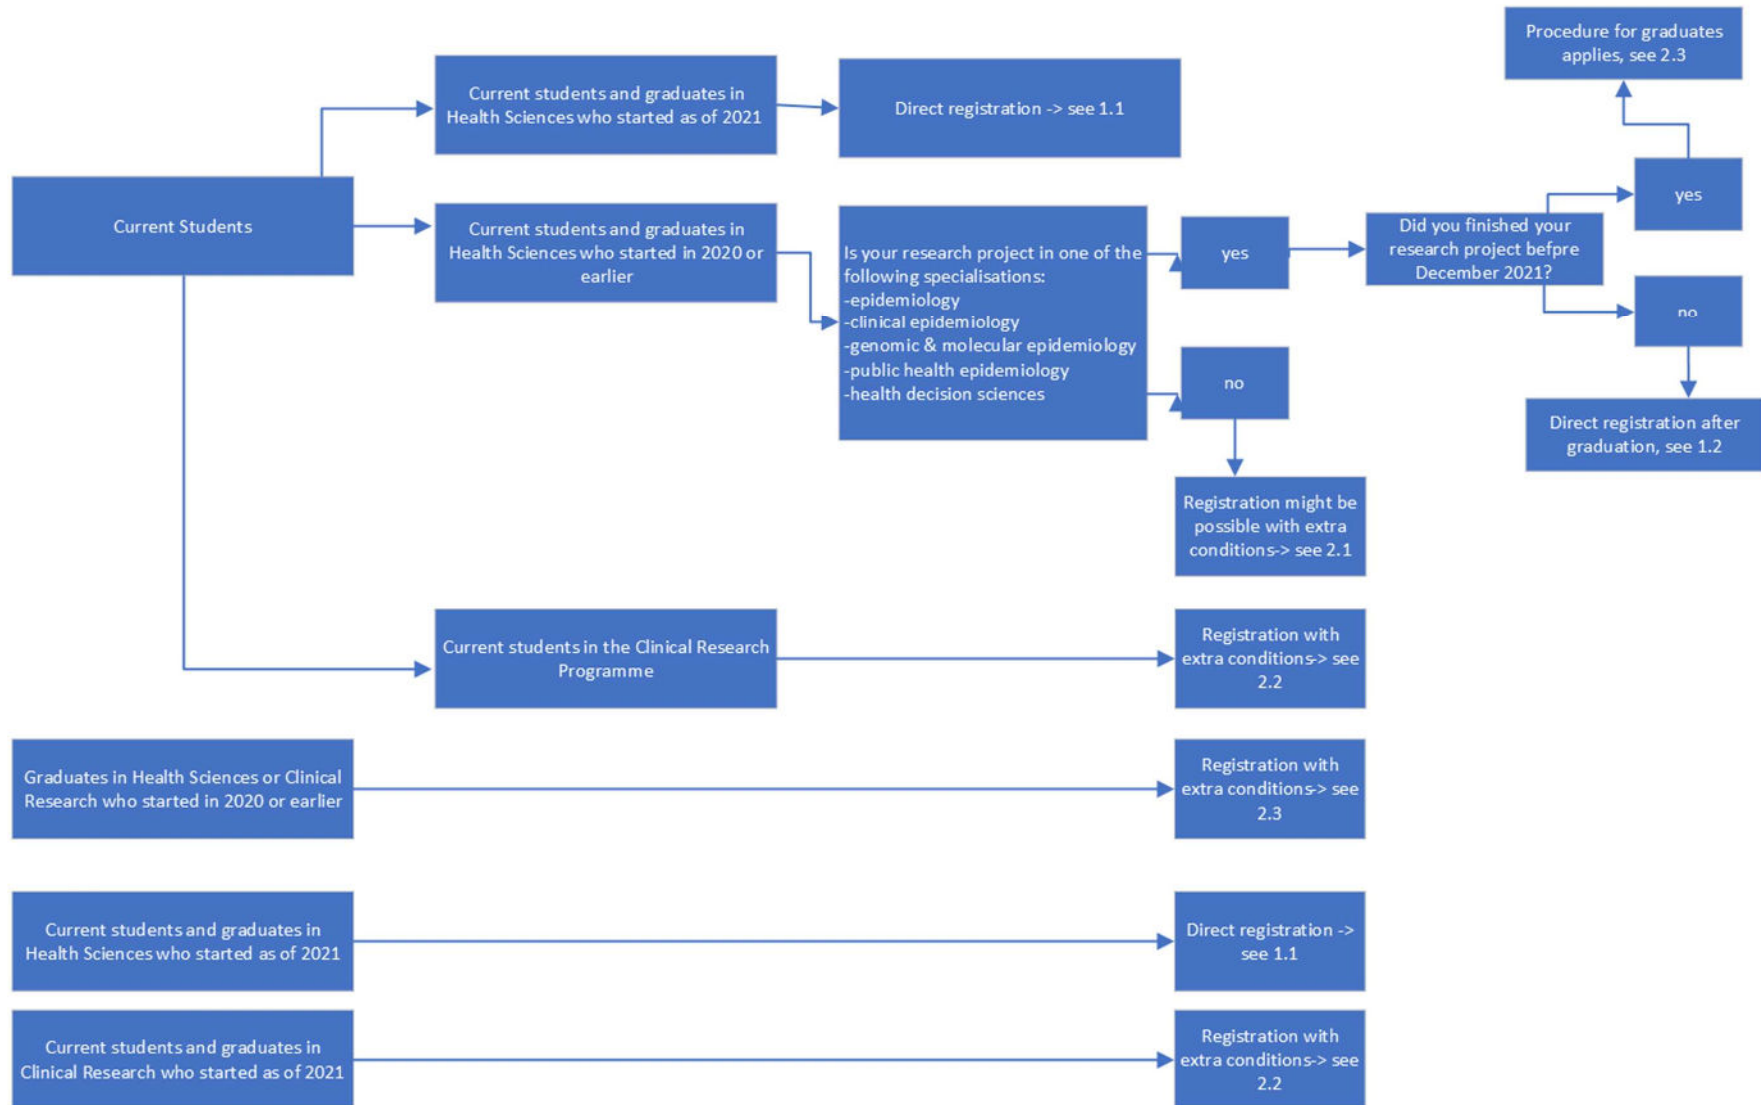 Procedure for graduates
applies, see 2.3
Current students and graduates in
Health Sciences who started as of 2021
Direct registration -> see 1.1
Current Students
Current students and graduates in
Health Sciences who started in 2020 or
earlier
Is your research project in one of the
following specialisations:
-epidemiology
-clinical epidemiology
-genomic & molecular epidemiology
-public health epidemiology
-health decision sciences
yes
Did you finished your
research project befpre
December 2021?
yes
no
no
Direct registration after
graduation, see 1.2
Registration might be
possible with extra
conditions-> see 2.1
Current students in the Clinical Research
Programme
Registration with
extra conditions-> see
2.2
Graduates in Health Sciences or Clinical
Research who started in 2020 or earlier
Registration with
extra conditions-> see
2.3
Current students and graduates in
Health Sciences who started as of 2021
Direct registration ->
see 1.1
Current students and graduates in
Clinical Research who started as of 2021
Registration with
extra conditions-> see
2.2